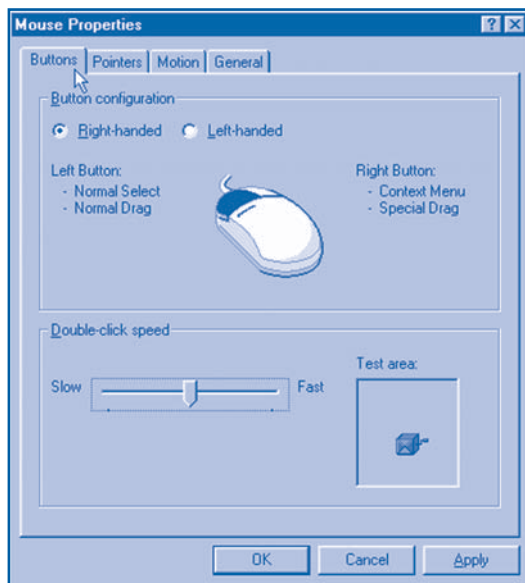 Mouse Properties
Buttons Pointers Motion General
Button configuration
Right-handed Left-handed
Left Button:
- Normal Select
- Normal Drag
Right Button:
- Context Menu
- Special Drag
Double-click speed
Slow Fast
Test area:
OK Cancel Apply